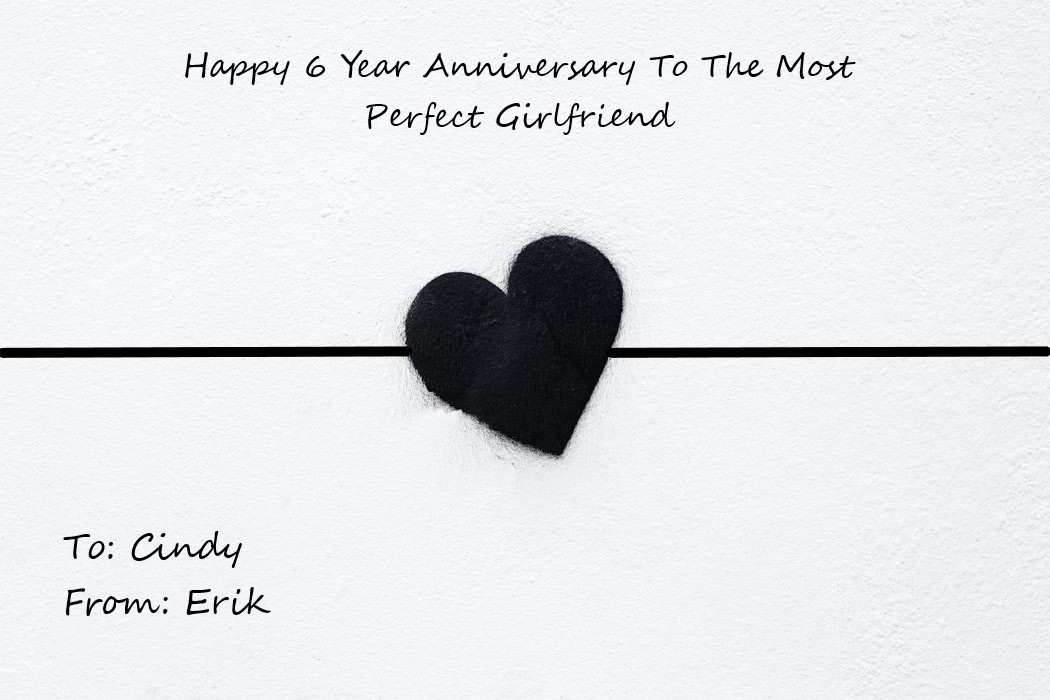 Happy 6 Year Anniversary To The Most
Perfect Girlfriend
To: Cindy
From: Erik